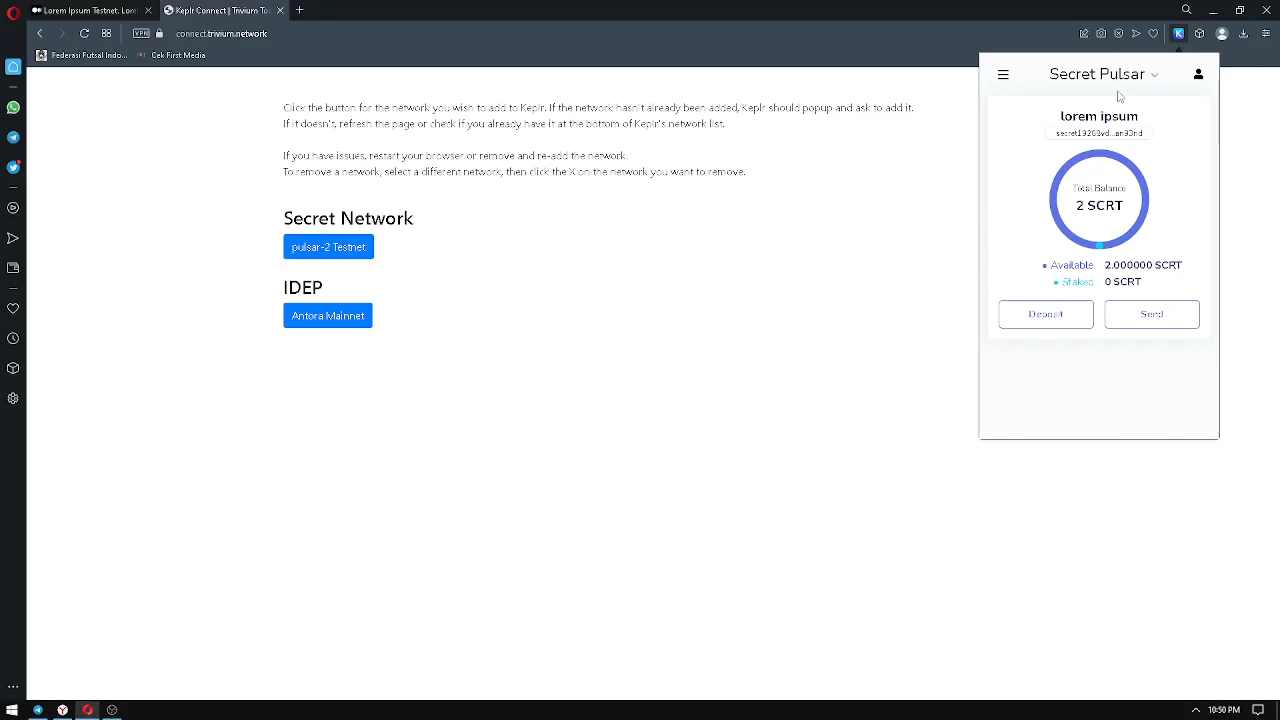 Lorem Ipsum Testnet. Lorer
Keplr Connect | Trivium Too
VPN
connect.trivium.network
Federasi Futsal Indo...
Cek First Media
Click the button for the network you wish to add to Keplr. If the network hasn't already been added, Keplr should popup and ask to add it.
If it doesn't, refresh the page or check if you already have it at the bottom of Keplr's network list.
If you have issues, restart your browser or remove and re-add the network.
To remove a network, select a different network, then click the X on the network you want to remove.
Secret Network
pulsar-2 Testnet
IDEP
Antora Mainnet
Secret Pulsar
lorem ipsum
Total Balance
2 SCRT
Available 2.000000 SCRT
Staked 0 SCRT
Deposit
Send
10:50 PM